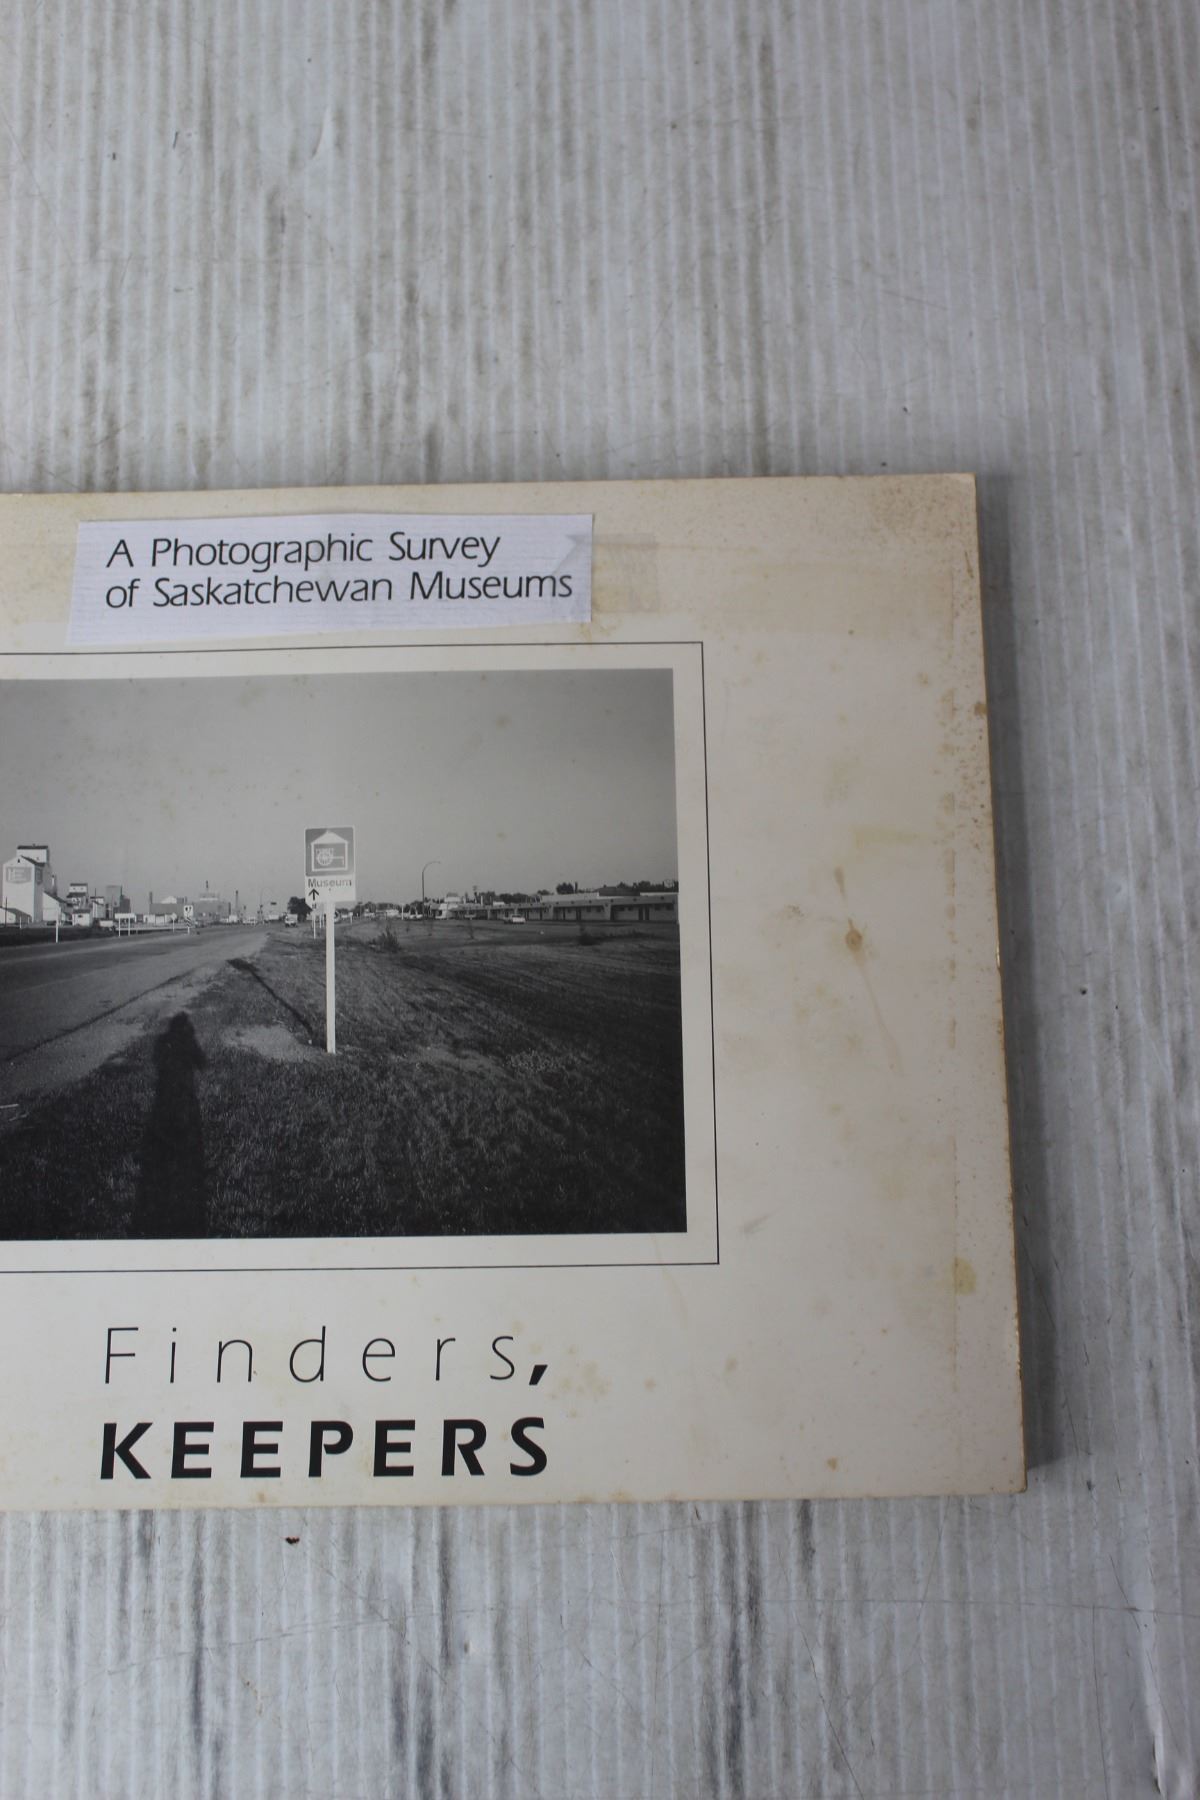 A Photographic Survey
of Saskatchewan Museums
Museum
Finders,
KEEPERS